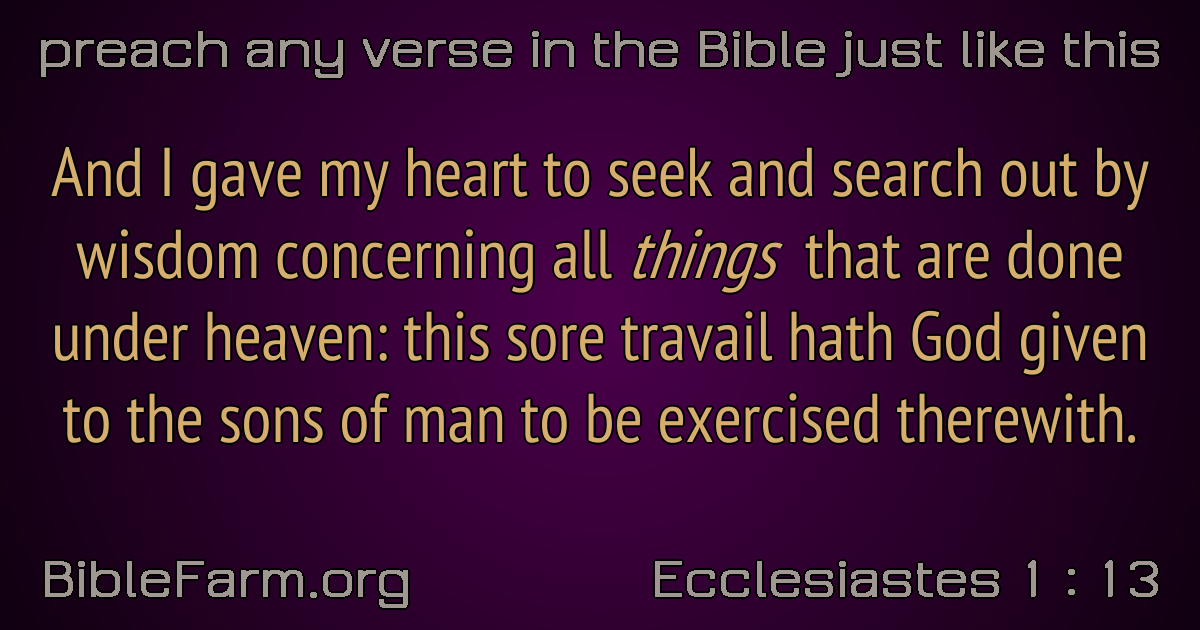 preach any verse in the Bible just like this
And I gave my heart to seek and search out by
wisdom concerning all things that are done
under heaven: this sore travail hath God given
to the sons of man to be exercised therewith.
BibleFarm.org
Ecclesiastes 1 : 13